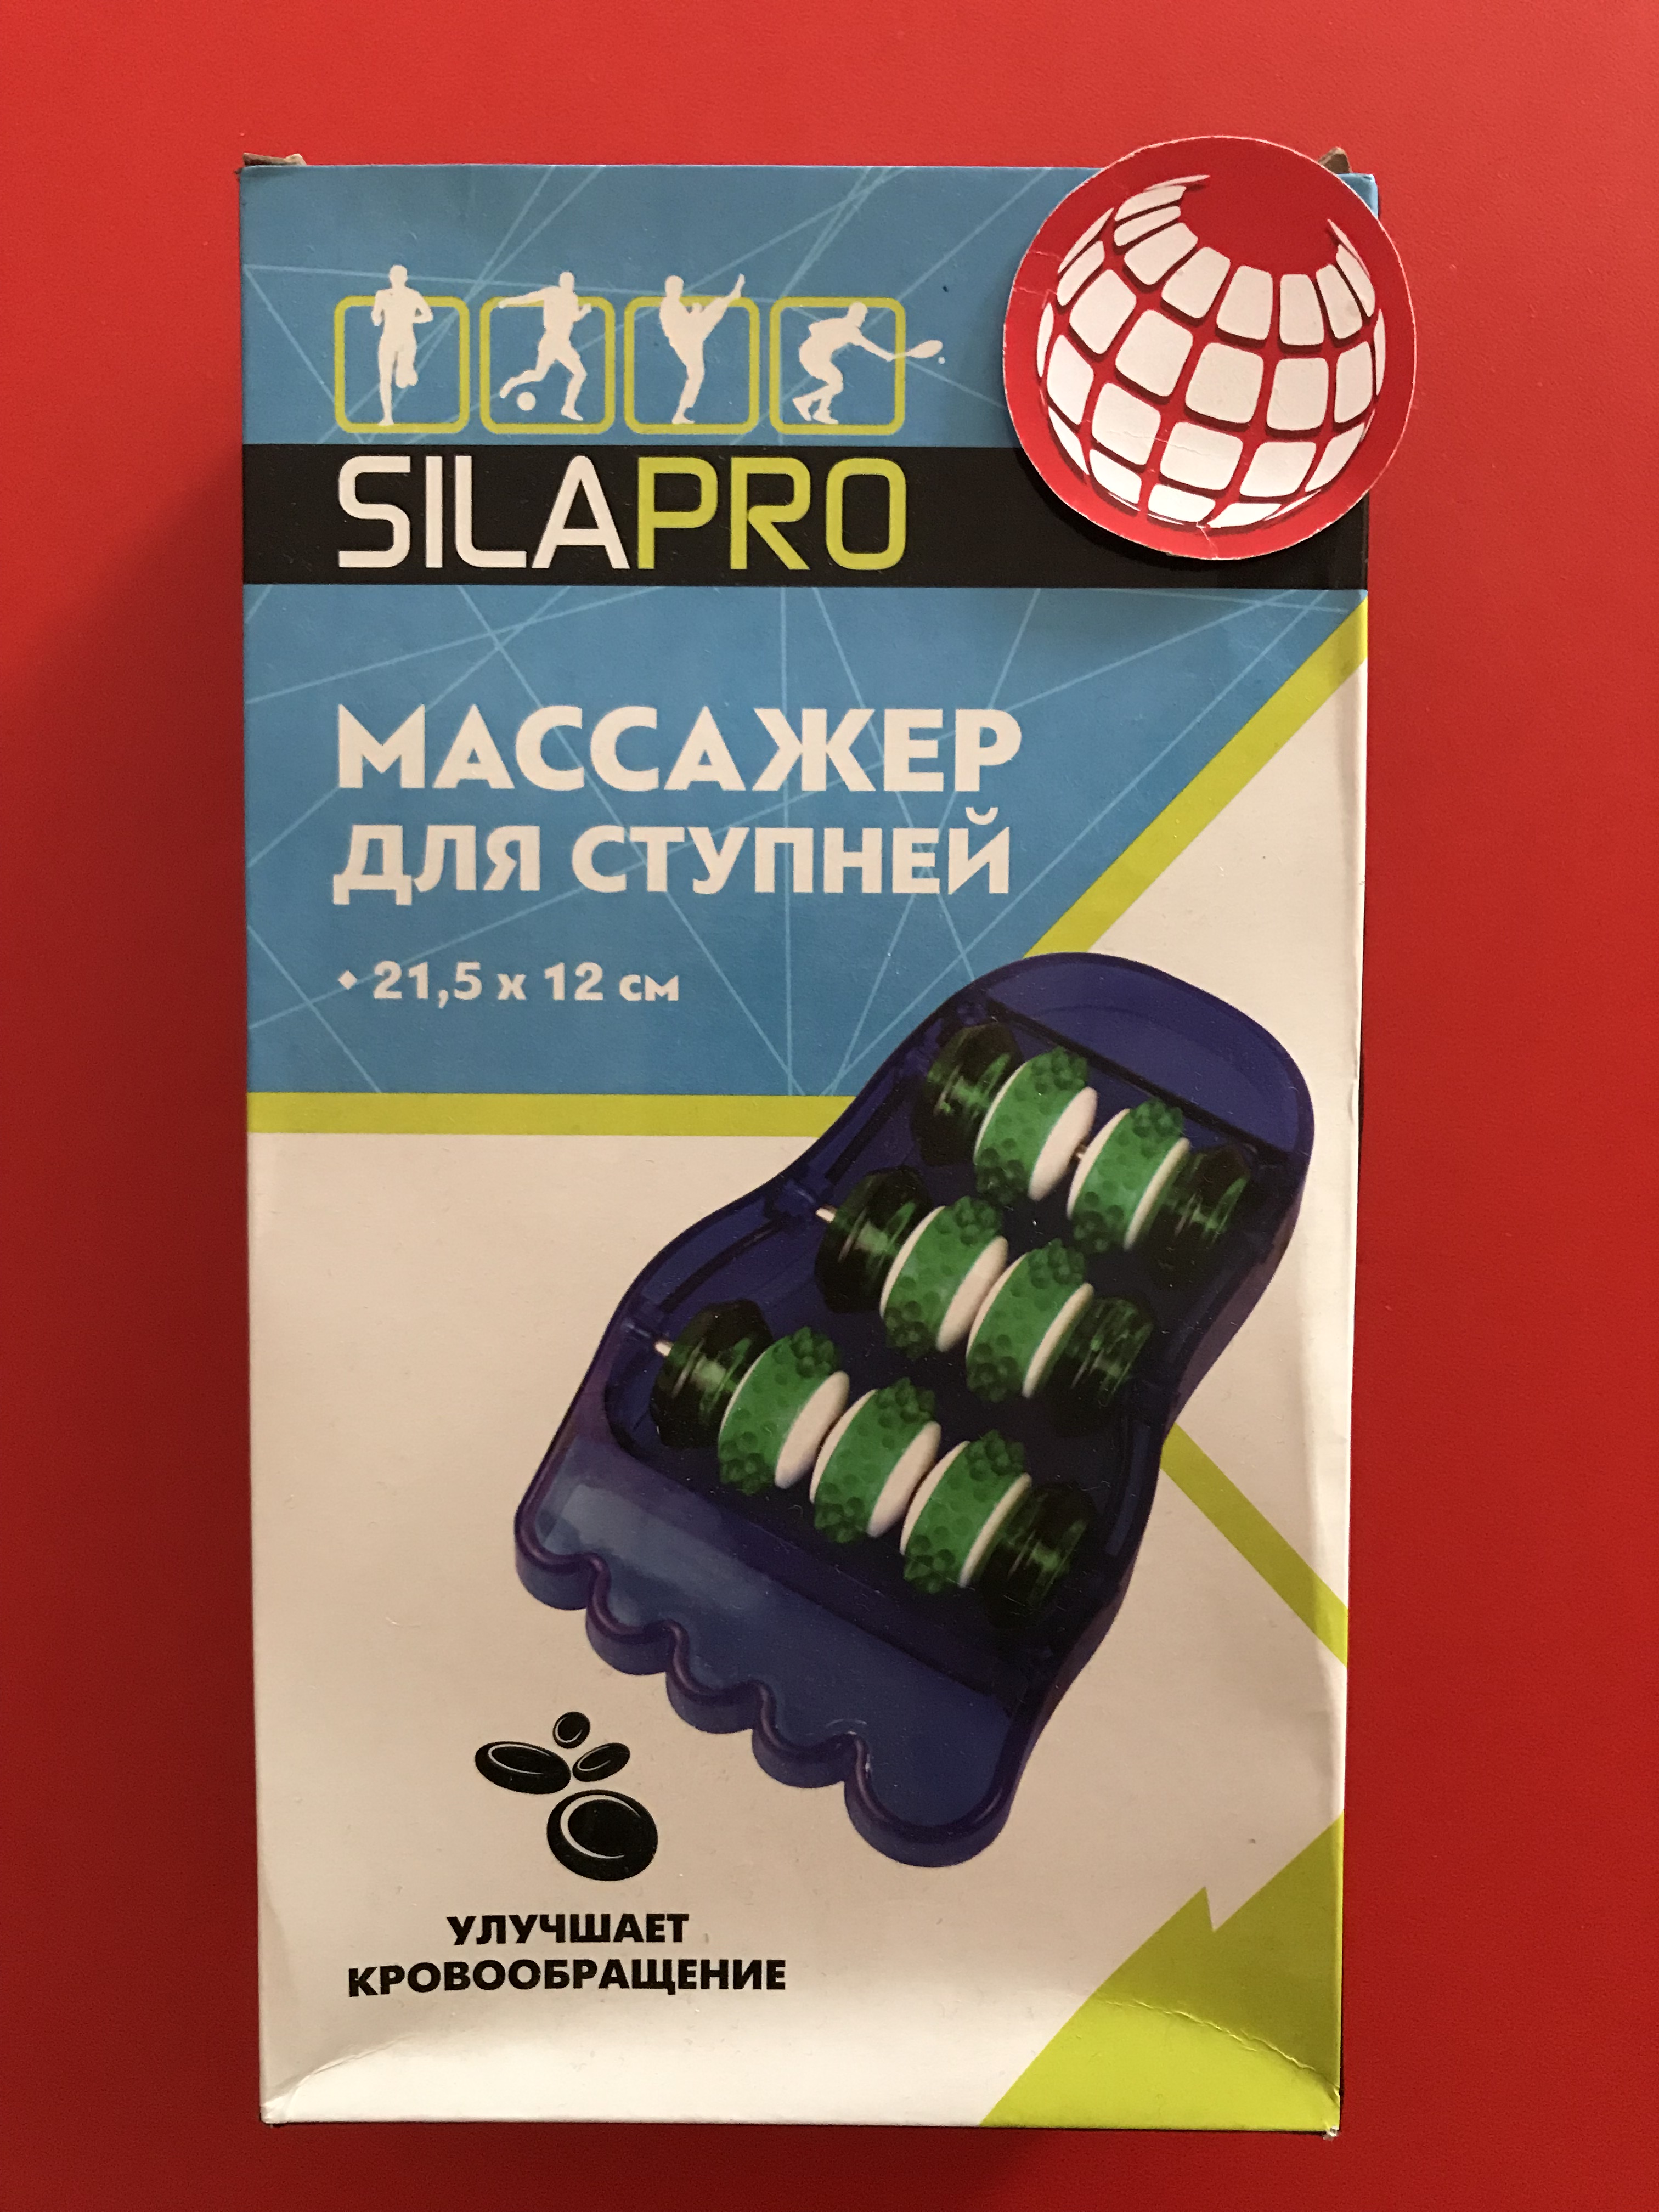 SILAPRO
МАССАЖЕР
ДЛЯ СТУПНЕЙ
• 21,5 х 12 см
УЛУЧШАЕТ
КРОВООБРАЩЕНИЕ